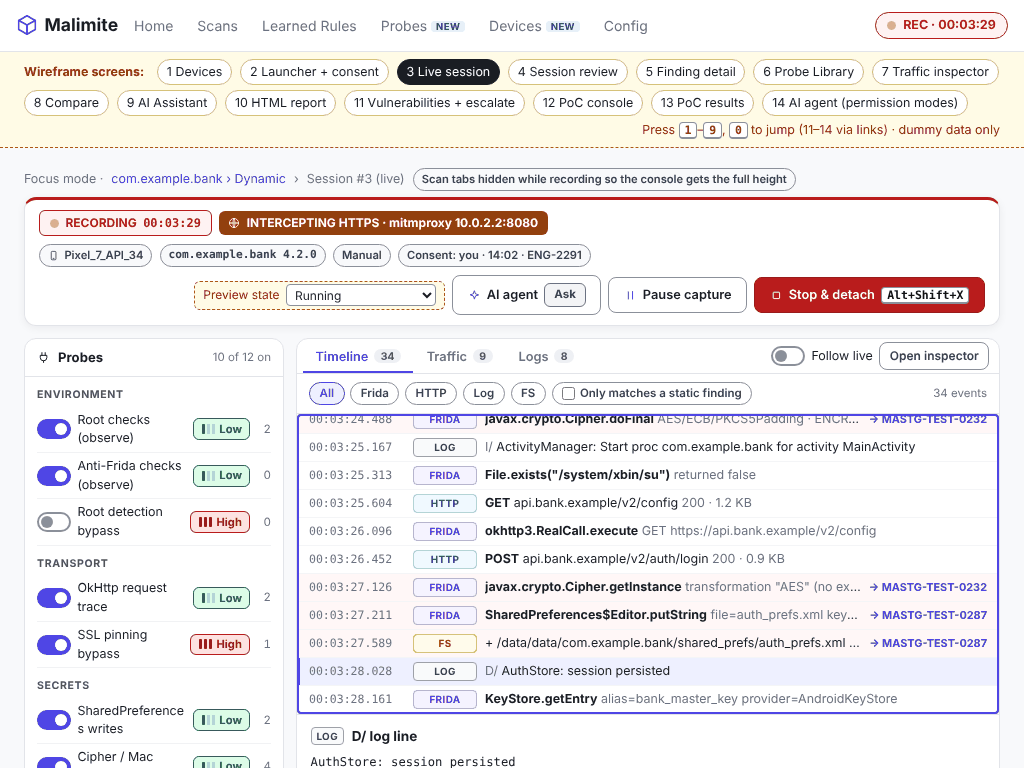 Malimite Home Scans Learned Rules Probes NEW Devices NEW Config REC · 00:03:29
Wireframe screens: 1 Devices 2 Launcher + consent 3 Live session 4 Session review 5 Finding detail 6 Probe Library 7 Traffic inspector
8 Compare 9 AI Assistant 10 HTML report 11 Vulnerabilities + escalate 12 PoC console 13 PoC results 14 AI agent (permission modes)
Press 1–9, 0 to jump (11–14 via links) · dummy data only
Focus mode · com.example.bank › Dynamic › Session #3 (live) Scan tabs hidden while recording so the console gets the full height
RECORDING 00:03:29 INTERCEPTING HTTPS · mitmproxy 10.0.2.2:8080
Pixel_7_API_34 com.example.bank 4.2.0 Manual Consent: you · 14:02 · ENG-2291
Preview state Running AI agent Ask Pause capture Stop & detach Alt+Shift+X
Probes 10 of 12 on
ENVIRONMENT
Root checks
(observe) Low 2
Anti-Frida checks
(observe) Low 0
Root detection
bypass High 0
TRANSPORT
OkHttp request
trace Low 2
SSL pinning
bypass High 1
SECRETS
SharedPreference
s writes Low 2
Cipher / Mac
Low 4
Timeline 34 Traffic 9 Logs 8 Follow live Open inspector
All Frida HTTP Log FS Only matches a static finding 34 events
00:03:24.488 FRIDA javax.crypto.Cipher.doFinal AES/ECB/PKCS5Padding · ENCR... → MASTG-TEST-0232
00:03:25.167 LOG I/ ActivityManager: Start proc com.example.bank for activity MainActivity
00:03:25.313 FRIDA File.exists("/system/xbin/su") returned false
00:03:25.604 HTTP GET api.bank.example/v2/config 200 · 1.2 KB
00:03:26.096 FRIDA okhttp3.RealCall.execute GET https://api.bank.example/v2/config
00:03:26.452 HTTP POST api.bank.example/v2/auth/login 200 · 0.9 KB
00:03:27.126 FRIDA javax.crypto.Cipher.getInstance transformation "AES" (no ex... → MASTG-TEST-0232
00:03:27.211 FRIDA SharedPreferences$Editor.putString file=auth_prefs.xml key... → MASTG-TEST-0287
00:03:27.589 FS + /data/data/com.example.bank/shared_prefs/auth_prefs.xml ... → MASTG-TEST-0287
00:03:28.028 LOG D/ AuthStore: session persisted
00:03:28.161 FRIDA KeyStore.getEntry alias=bank_master_key provider=AndroidKeyStore
LOG D/ log line
AuthStore: session persisted